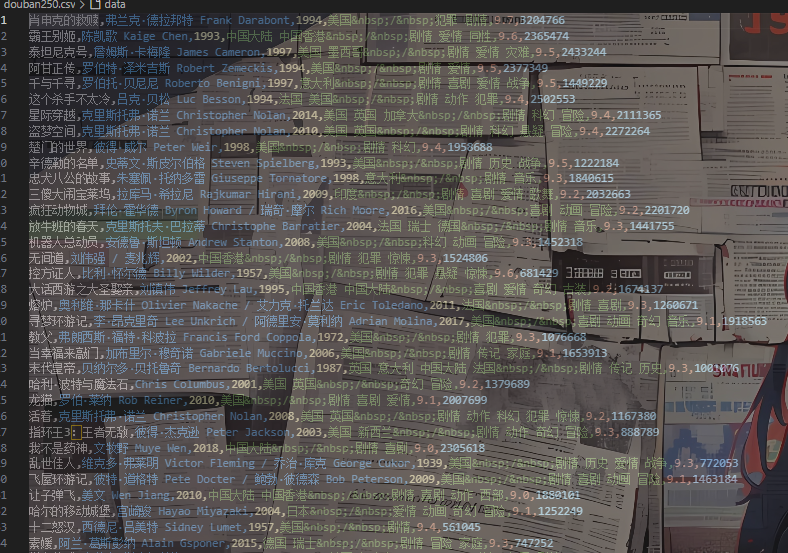 douban250.csv > data
1 肖申克的救赎,弗兰克·德拉邦特 Frank Darabont,1994,美国&nbsp;/&nbsp;犯罪 剧情,9.7,3204766
2 霸王别姬,陈凯歌 Kaige Chen,1993,中国大陆 中国香港&nbsp;/&nbsp;剧情 爱情 同性,9.6,2365474
3 泰坦尼克号,詹姆斯·卡梅隆 James Cameron,1997,美国 墨西哥&nbsp;/&nbsp;剧情 爱情 灾难,9.5,2433244
4 阿甘正传,罗伯特·泽米吉斯 Robert Zemeckis,1994,美国&nbsp;/&nbsp;剧情 爱情,9.5,2377349
5 千与千寻,罗伯托·贝尼尼 Roberto Benigni,1997,意大利&nbsp;/&nbsp;剧情 喜剧 爱情 战争,9.5,1449229
6 这个杀手不太冷,吕克·贝松 Luc Besson,1994,法国 美国&nbsp;/&nbsp;剧情 动作 犯罪,9.4,2502553
7 星际穿越,克里斯托弗·诺兰 Christopher Nolan,2014,美国 英国 加拿大&nbsp;/&nbsp;剧情 科幻 冒险,9.4,2111365
8 盗梦空间,克里斯托弗·诺兰 Christopher Nolan,2010,美国 英国&nbsp;/&nbsp;剧情 科幻 悬疑 冒险,9.4,2272264
9 楚门的世界,彼得·威尔 Peter Weir,1998,美国&nbsp;/&nbsp;剧情 科幻,9.4,1958688
0 辛德勒的名单,史蒂文·斯皮尔伯格 Steven Spielberg,1993,美国&nbsp;/&nbsp;剧情 历史 战争,9.5,1222184
1 忠犬八公的故事,朱塞佩·托纳多雷 Giuseppe Tornatore,1998,意大利&nbsp;/&nbsp;剧情 音乐,9.3,1840615
2 三傻大闹宝莱坞,拉库马·希拉尼 Rajkumar Hirani,2009,印度&nbsp;/&nbsp;剧情 喜剧 爱情 歌舞,9.2,2032663
3 疯狂动物城,拜伦·霍华德 Byron Howard / 瑞奇·摩尔 Rich Moore,2016,美国&nbsp;/&nbsp;喜剧 动画 冒险,9.2,2201720
4 放牛班的春天,克里斯托夫·巴拉蒂 Christophe Barratier,2004,法国 瑞士 德国&nbsp;/&nbsp;剧情 音乐,9.3,1441755
5 机器人总动员,安德鲁·斯坦顿 Andrew Stanton,2008,美国&nbsp;/&nbsp;科幻 动画 冒险,9.3,1452318
6 无间道,刘伟强 / 麦兆辉,2002,中国香港&nbsp;/&nbsp;剧情 犯罪 惊悚,9.3,1524806
7 控方证人,比利·怀尔德 Billy Wilder,1957,美国&nbsp;/&nbsp;剧情 犯罪 悬疑 惊悚,9.6,681429
8 大话西游之大圣娶亲,刘镇伟 Jeffrey Lau,1995,中国香港 中国大陆&nbsp;/&nbsp;喜剧 爱情 奇幻 古装,9.2,1674137
9 熔炉,奥利维·那卡什 Olivier Nakache / 艾力克·托兰达 Eric Toledano,2011,法国&nbsp;/&nbsp;剧情 喜剧,9.3,1260671
0 寻梦环游记,李·昂克里奇 Lee Unkrich / 阿德里安·莫利纳 Adrian Molina,2017,美国&nbsp;/&nbsp;喜剧 动画 奇幻 音乐,9.1,1918563
1 教父,弗朗西斯·福特·科波拉 Francis Ford Coppola,1972,美国&nbsp;/&nbsp;剧情 犯罪,9.3,1076668
2 当幸福来敲门,加布里尔·穆奇诺 Gabriele Muccino,2006,美国&nbsp;/&nbsp;剧情 传记 家庭,9.1,1653913
3 末代皇帝,贝纳尔多·贝托鲁奇 Bernardo Bertolucci,1987,英国 意大利 中国大陆 法国&nbsp;/&nbsp;剧情 传记 历史,9.3,1001076
4 哈利·波特与魔法石,Chris Columbus,2001,美国 英国&nbsp;/&nbsp;奇幻 冒险,9.2,1379689
5 龙猫,罗伯·莱纳 Rob Reiner,2010,美国&nbsp;/&nbsp;剧情 喜剧 爱情,9.1,2007699
6 活着,克里斯托弗·诺兰 Christopher Nolan,2008,美国 英国&nbsp;/&nbsp;剧情 动作 科幻 犯罪 惊悚,9.2,1167380
7 指环王3 王者无敌,彼得·杰克逊 Peter Jackson,2003,美国 新西兰&nbsp;/&nbsp;剧情 动作 奇幻 冒险,9.3,888789
8 我不是药神,文牧野 Muye Wen,2018,中国大陆&nbsp;/&nbsp;剧情 喜剧,9.0,2305618
9 乱世佳人,维克多·弗莱明 Victor Fleming / 乔治·库克 George Cukor,1939,美国&nbsp;/&nbsp;剧情 历史 爱情 战争,9.3,772053
0 飞屋环游记,彼特·道格特 Pete Docter / 鲍勃·彼德森 Bob Peterson,2009,美国&nbsp;/&nbsp;剧情 喜剧 动画 冒险,9.1,1463184
1 让子弹飞,姜文 Wen Jiang,2010,中国大陆 中国香港&nbsp;/&nbsp;剧情 喜剧 动作 西部,9.0,1880101
2 哈尔的移动城堡,宫崎骏 Hayao Miyazaki,2004,日本&nbsp;/&nbsp;爱情 动画 奇幻 冒险,9.1,1252249
3 十二怒汉,西德尼·吕美特 Sidney Lumet,1957,美国&nbsp;/&nbsp;剧情,9.4,561045
4 素媛,阿兰·葛斯彭纳 Alain Gsponer,2015,德国 瑞士&nbsp;/&nbsp;剧情 冒险 家庭,9.3,747252